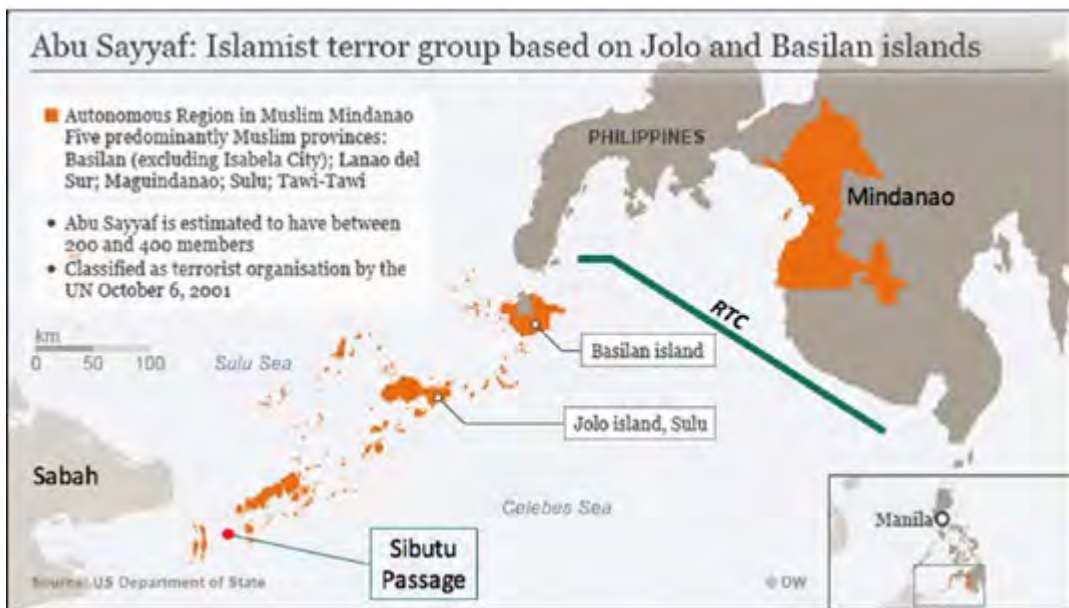 Abu Sayyaf: Islamist terror group based on Jolo and Basilan islands
Autonomous Region in Muslim Mindanao
Five predominantly Muslim provinces:
Basilan (excluding Isabela City); Lanao del
Sur; Maguindanao; Sulu; Tawi-Tawi
• Abu Sayyaf is estimated to have between
200 and 400 members
• Classified as terrorist organisation by the
UN October 6, 2001
PHILIPPINES
Mindanao
RTC
km
0 50 100
Sulu Sea
Basilan island
Jolo island, Sulu
Sabah
Celebes Sea
Sibutu
Passage
Manila
Source: US Department of State
© DW